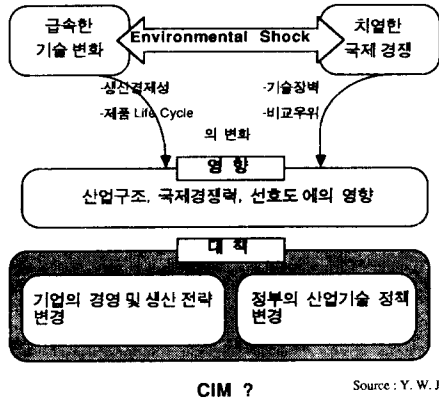 급속한
기술 변화
Environmental Shock
치열한
국제 경쟁
-생산경제성
-제품 Life Cycle
-기술장벽
-비교우위
의 변화
영 향
산업구조, 국제경쟁력, 선호도 에의 영향
대 책
기업의 경영 및 생산 전략
변경
정부의 산업기술 정책
변경
CIM ?
Source : Y. W. J